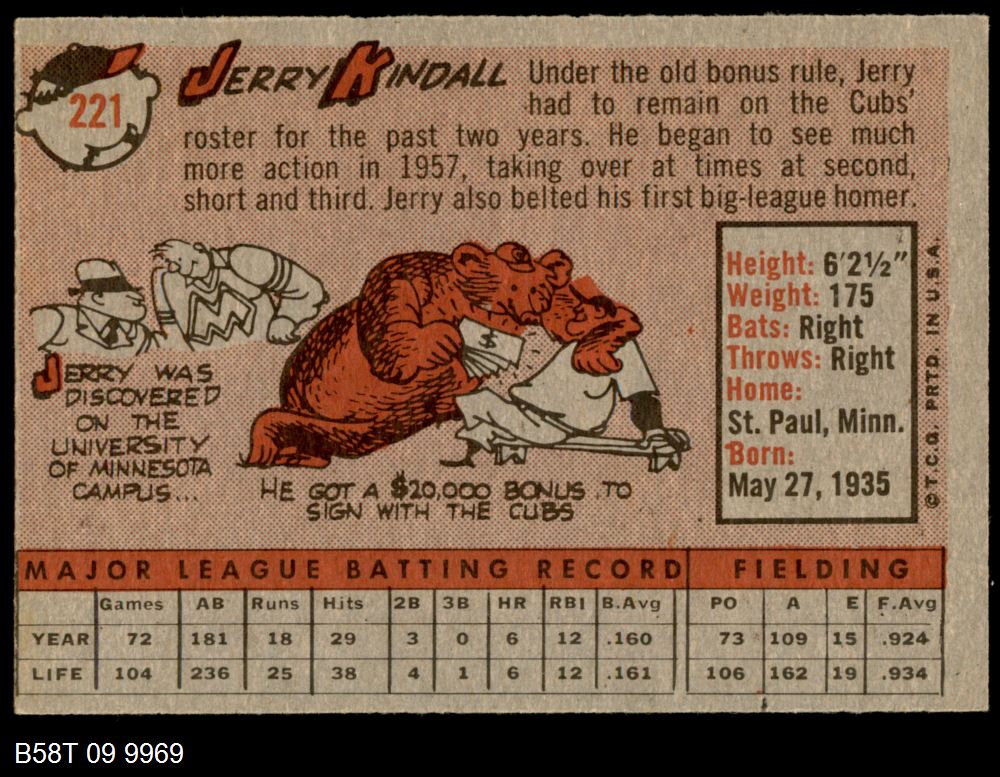 221
JERRY KINDALL
Under the old bonus rule, Jerry
had to remain on the Cubs'
roster for the past two years. He began to see much
more action in 1957, taking over at times at second,
short and third. Jerry also belted his first big-league homer.
M
JERRY WAS
DISCOVERED
ON THE
UNIVERSITY
OF MINNESOTA
CAMPUS...
$
HE GOT A $20,000 BONUS TO
SIGN WITH THE CUBS
Height: 6'2½"
Weight: 175
Bats: Right
Throws: Right
Home:
St. Paul, Minn.
Born:
May 27, 1935
©T.C.G. PRTD. IN U.S.A.
MAJOR LEAGUE BATTING RECORD FIELDING
Games AB Runs Hits 2B 3B HR RBI B.Avg PO A E F.Avg
YEAR 72 181 18 29 3 0 6 12 .160 73 109 15 .924
LIFE 104 236 25 38 4 1 6 12 .161 106 162 19 .934
B58T 09 9969